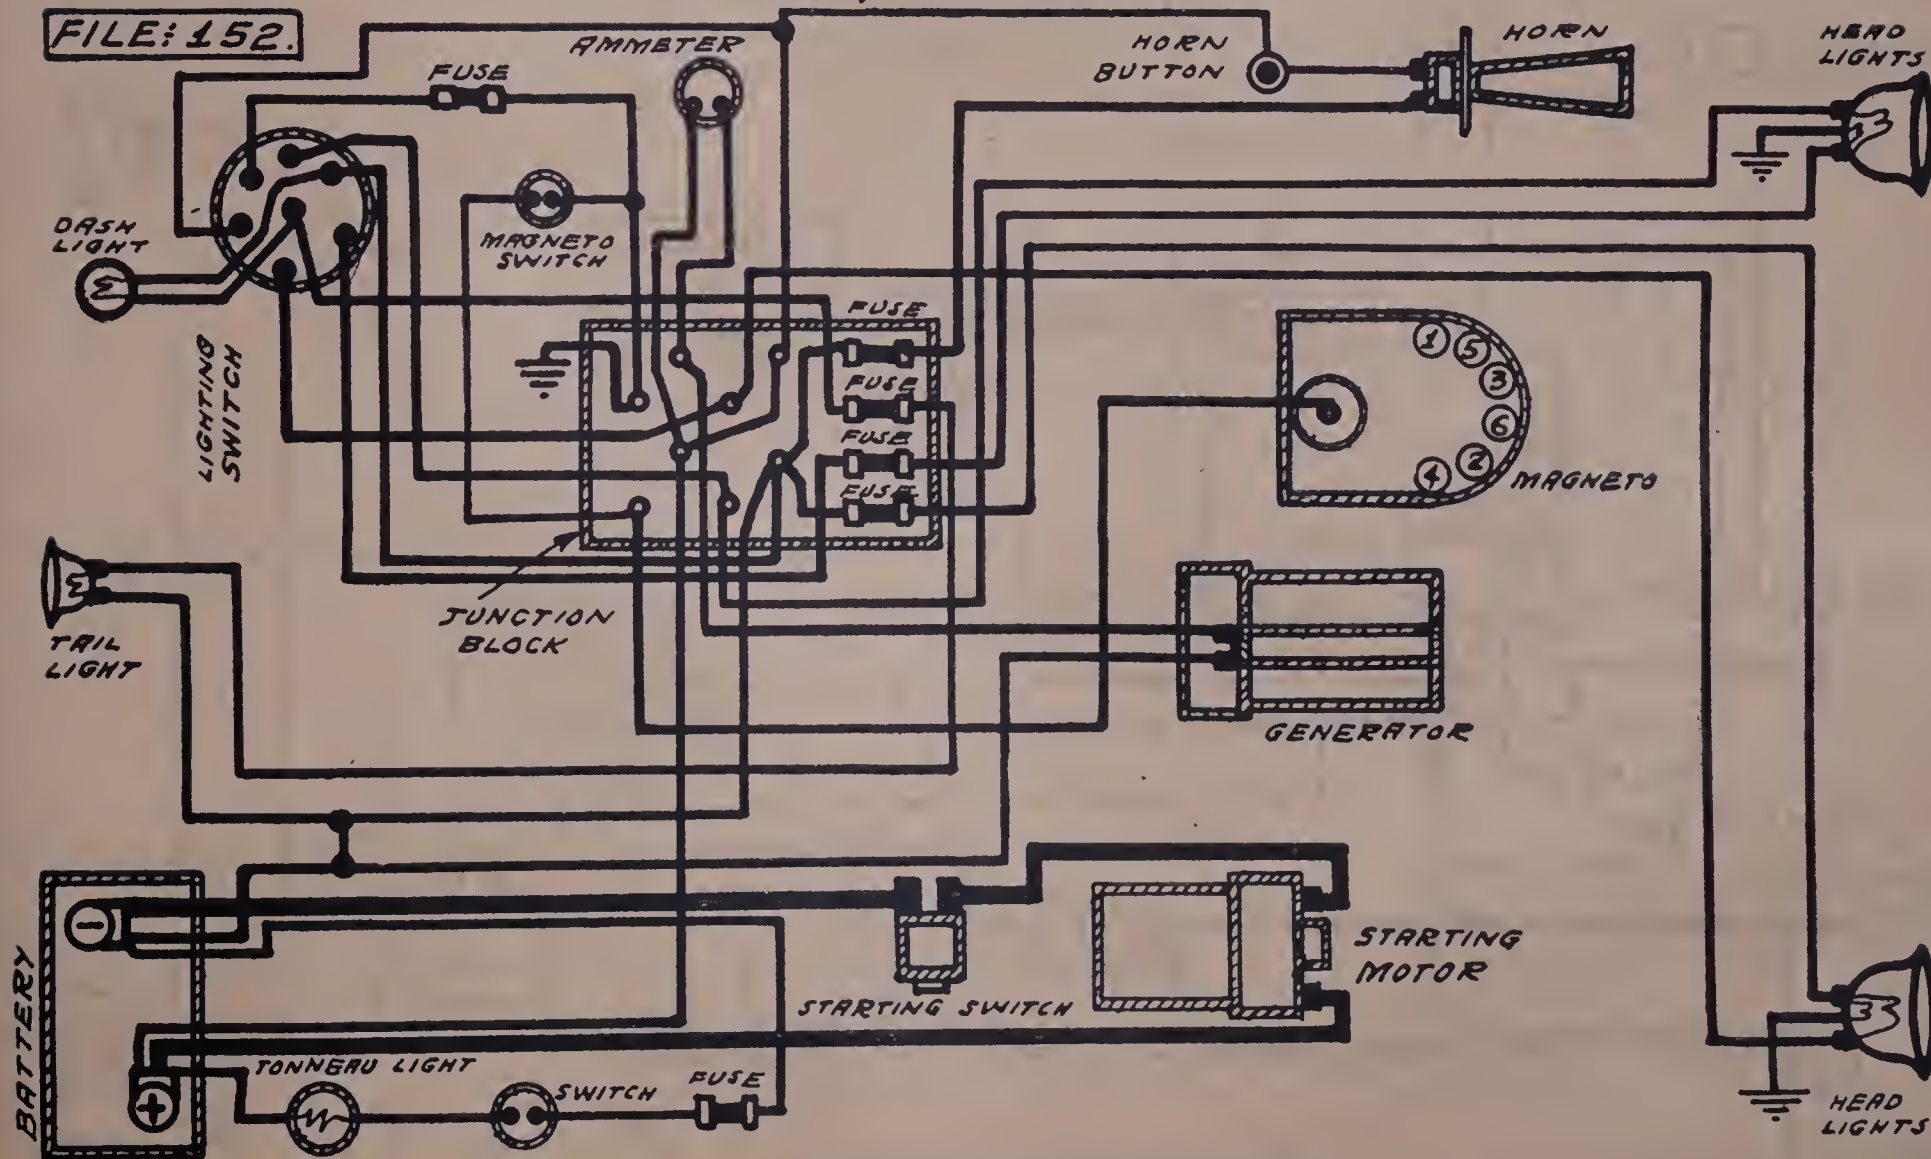 FILE: 152.
AMMETER
FUSE
HORN
BUTTON
HORN
HEAD
LIGHTS
DASH
LIGHT
MAGNETO
SWITCH
LIGHTING
SWITCH
FUSE
FUSE
FUSE
FUSE
1
5
3
6
2
4
MAGNETO
JUNCTION
BLOCK
TAIL
LIGHT
GENERATOR
BATTERY
-
+
STARTING SWITCH
STARTING
MOTOR
TONNEAU LIGHT
SWITCH
FUSE
HEAD
LIGHTS